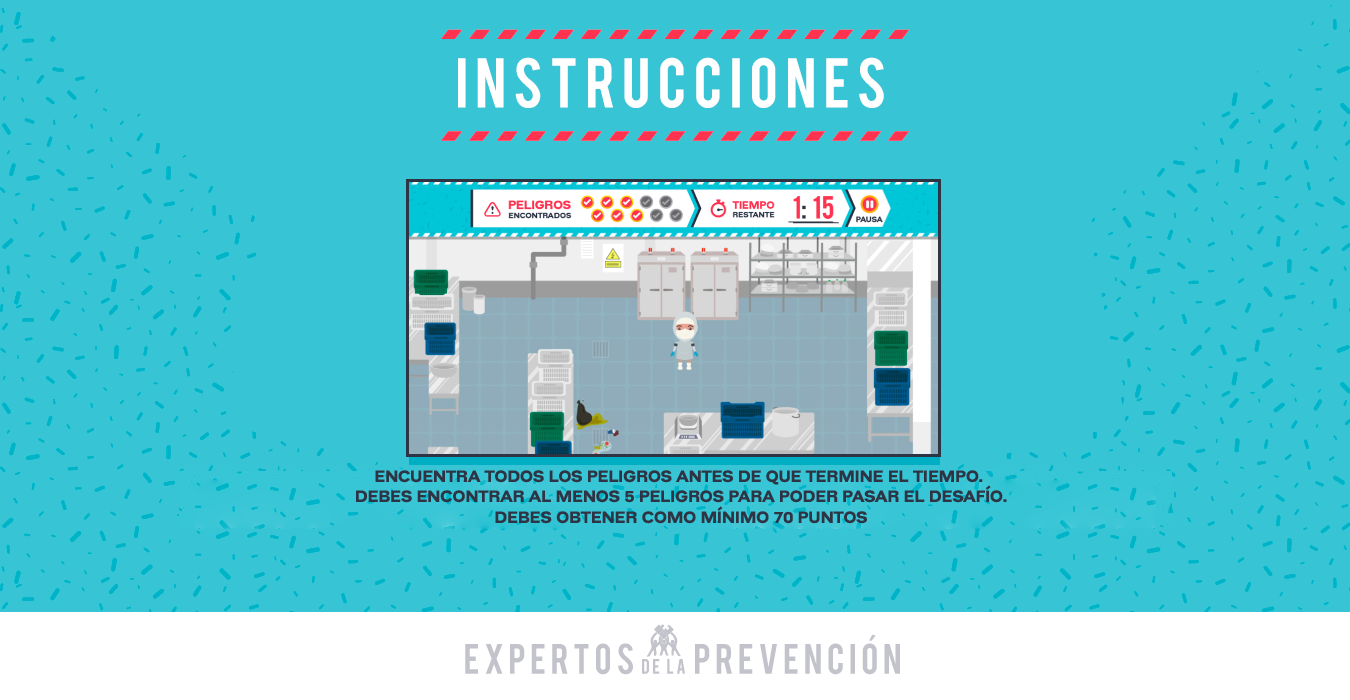 INSTRUCCIONES
PELIGROS
ENCONTRADOS
TIEMPO
RESTANTE
1:15
PAUSA
ENCUENTRA TODOS LOS PELIGROS ANTES DE QUE TERMINE EL TIEMPO.
DEBES ENCONTRAR AL MENOS 5 PELIGROS PARA PODER PASAR EL DESAFÍO.
DEBES OBTENER COMO MÍNIMO 70 PUNTOS
EXPERTOS DE LA PREVENCIÓN